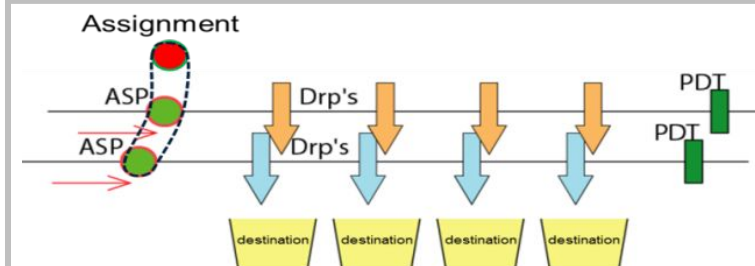 Assignment
ASP
Drp's
PDT
ASP
Drp's
PDT
destination
destination
destination
destination